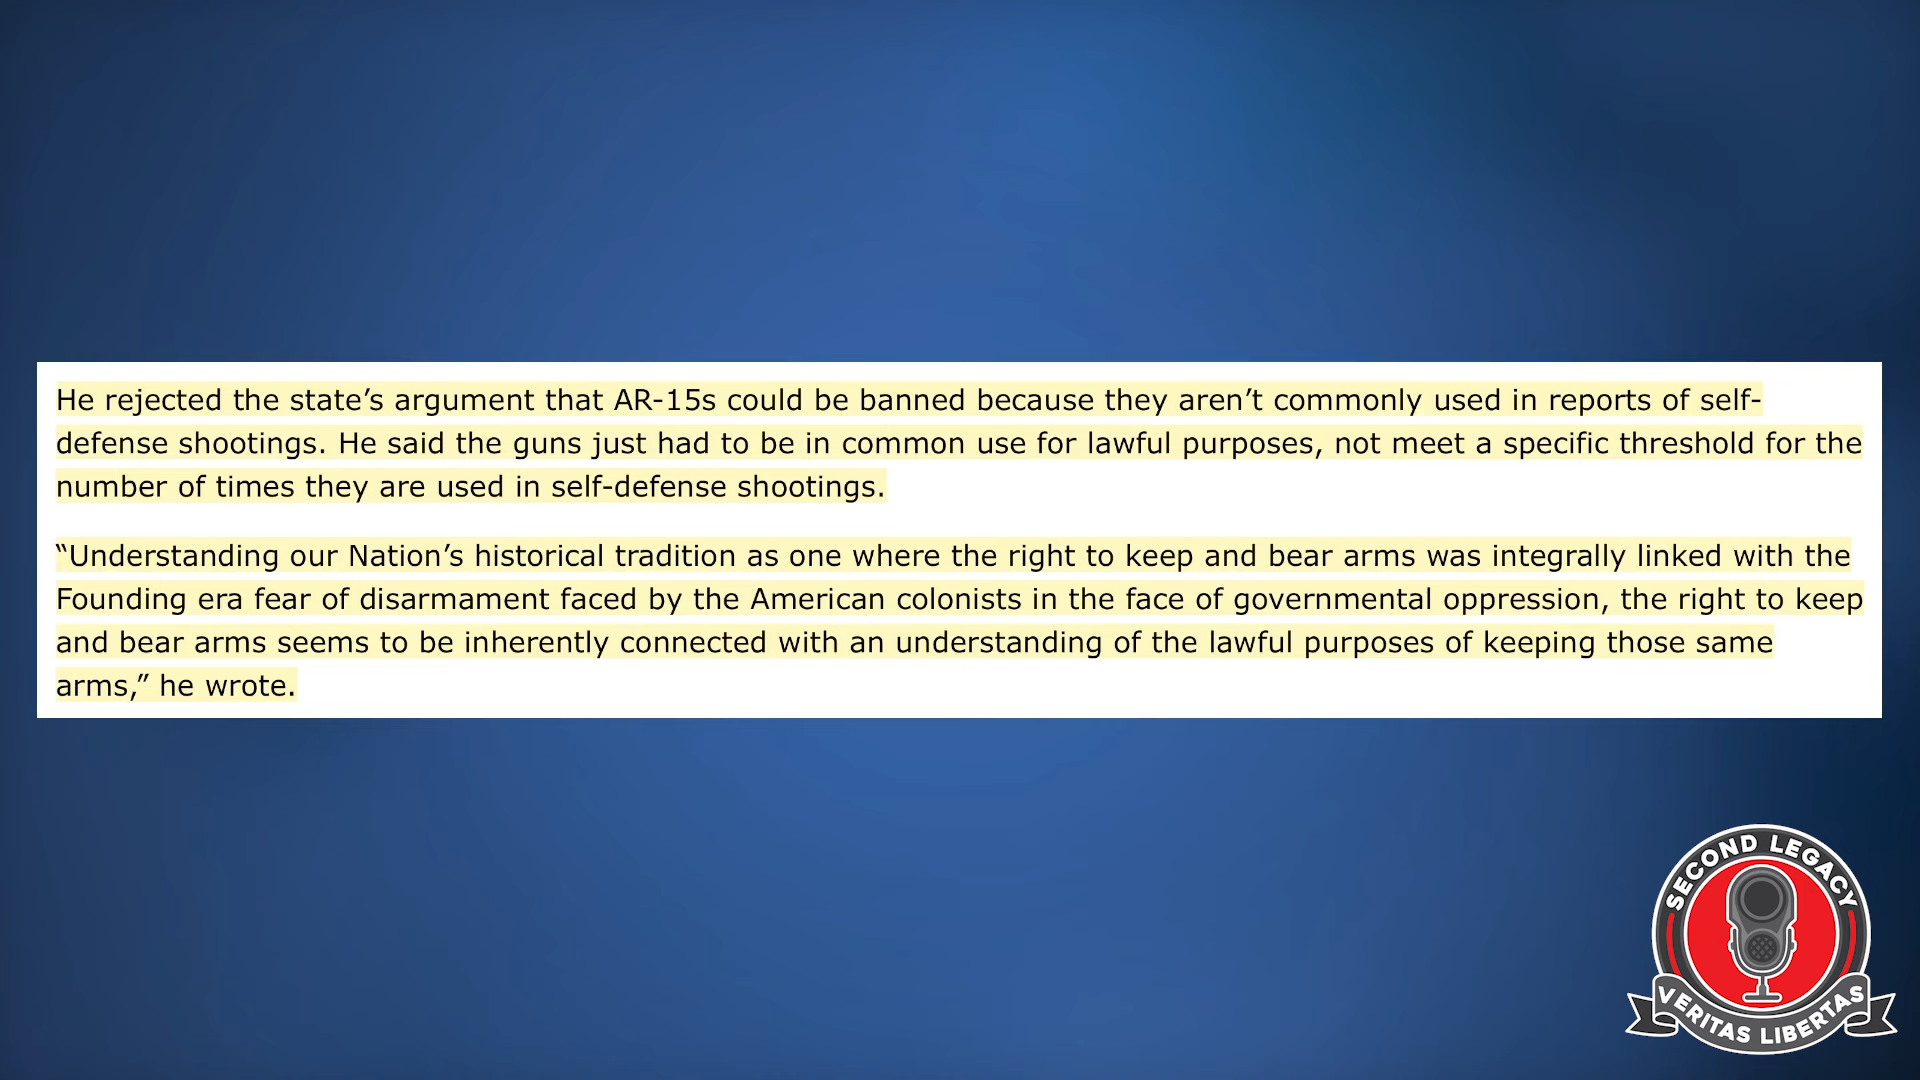 He rejected the state’s argument that AR-15s could be banned because they aren’t commonly used in reports of self-
defense shootings. He said the guns just had to be in common use for lawful purposes, not meet a specific threshold for the
number of times they are used in self-defense shootings.
“Understanding our Nation’s historical tradition as one where the right to keep and bear arms was integrally linked with the
Founding era fear of disarmament faced by the American colonists in the face of governmental oppression, the right to keep
and bear arms seems to be inherently connected with an understanding of the lawful purposes of keeping those same
arms,” he wrote.
SECOND LEGACY
VERITAS LIBERTAS